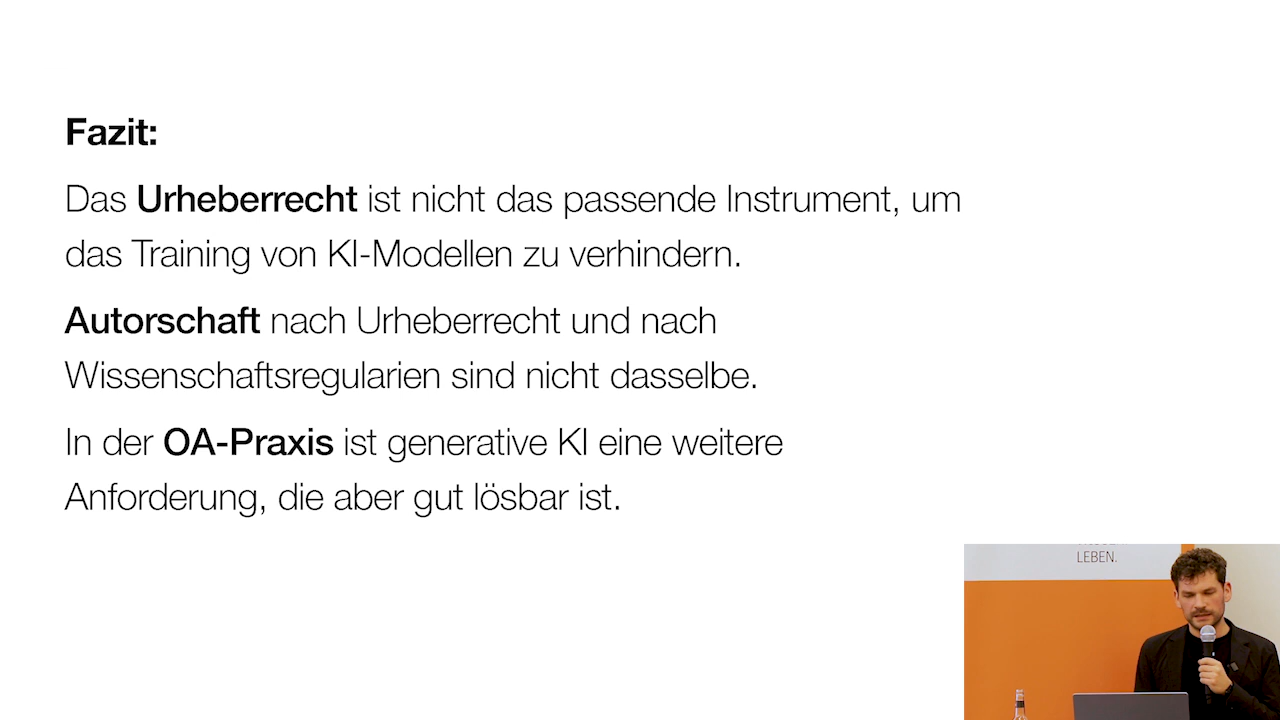 Fazit:
Das Urheberrecht ist nicht das passende Instrument, um
das Training von KI-Modellen zu verhindern.
Autorschaft nach Urheberrecht und nach
Wissenschaftsregularien sind nicht dasselbe.
In der OA-Praxis ist generative KI eine weitere
Anforderung, die aber gut lösbar ist.
LEBEN.